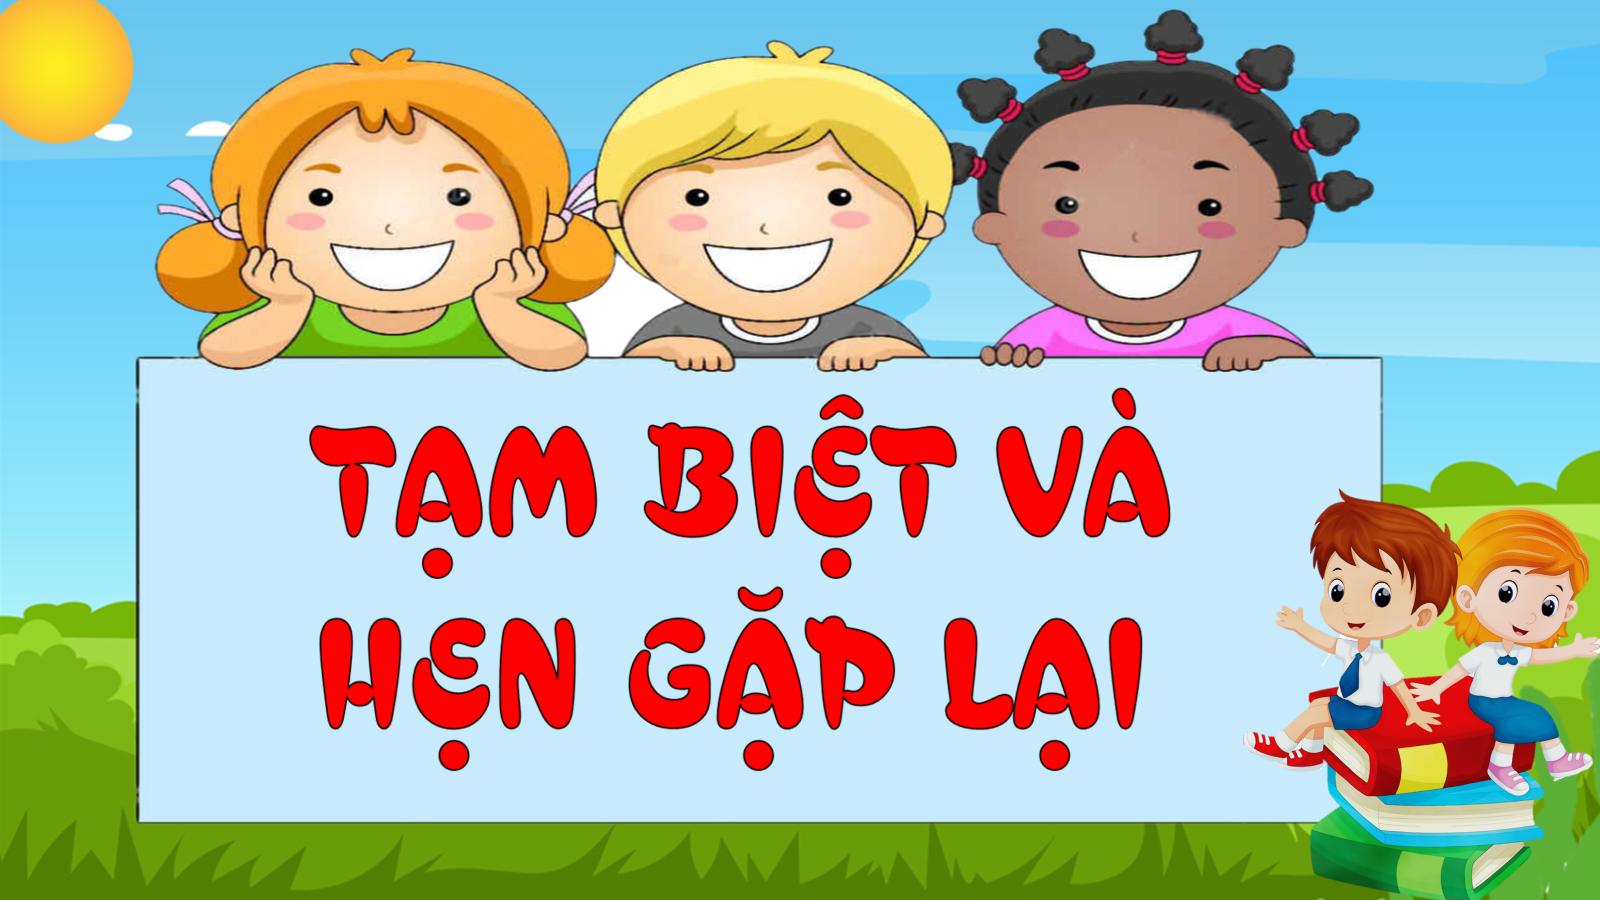 TẠM BIỆT VÀ
HẸN GẶP LẠI